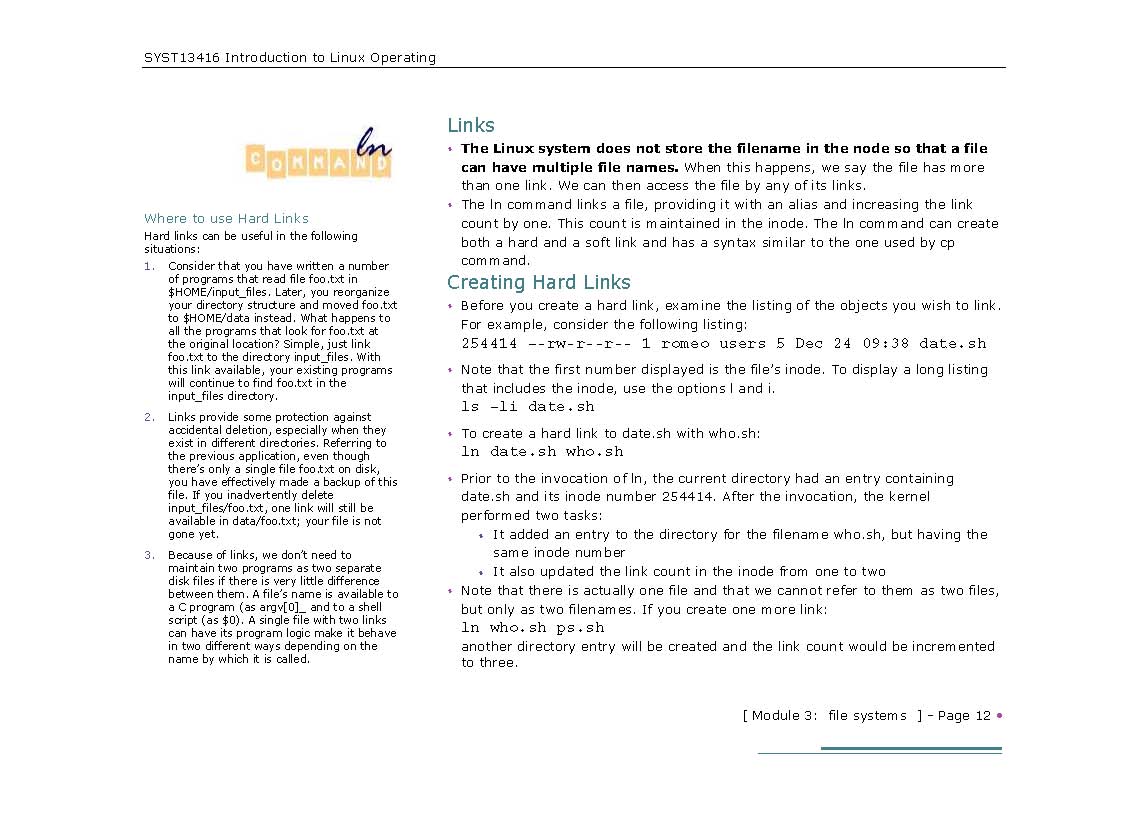 SYST13416 Introduction to Linux Operating
COMMAND
ln
Where to use Hard Links
Hard links can be useful in the following
situations:
1. Consider that you have written a number
of programs that read file foo.txt in
$HOME/input_files. Later, you reorganize
your directory structure and moved foo.txt
to $HOME/data instead. What happens to
all the programs that look for foo.txt at
the original location? Simple, just link
foo.txt to the directory input_files. With
this link available, your existing programs
will continue to find foo.txt in the
input_files directory.
2. Links provide some protection against
accidental deletion, especially when they
exist in different directories. Referring to
the previous application, even though
there's only a single file foo.txt on disk,
you have effectively made a backup of this
file. If you inadvertently delete
input_files/foo.txt, one link will still be
available in data/foo.txt; your file is not
gone yet.
3. Because of links, we don't need to
maintain two programs as two separate
disk files if there is very little difference
between them. A file's name is available to
a C program (as argv[0]_ and to a shell
script (as $0). A single file with two links
can have its program logic make it behave
in two different ways depending on the
name by which it is called.
Links
• The Linux system does not store the filename in the node so that a file
can have multiple file names. When this happens, we say the file has more
than one link. We can then access the file by any of its links.
• The ln command links a file, providing it with an alias and increasing the link
count by one. This count is maintained in the inode. The ln command can create
both a hard and a soft link and has a syntax similar to the one used by cp
command.
Creating Hard Links
• Before you create a hard link, examine the listing of the objects you wish to link.
For example, consider the following listing:
254414 --rw-r--r-- 1 romeo users 5 Dec 24 09:38 date.sh
• Note that the first number displayed is the file's inode. To display a long listing
that includes the inode, use the options l and i.
ls -li date.sh
• To create a hard link to date.sh with who.sh:
ln date.sh who.sh
• Prior to the invocation of ln, the current directory had an entry containing
date.sh and its inode number 254414. After the invocation, the kernel
performed two tasks:
• It added an entry to the directory for the filename who.sh, but having the
same inode number
• It also updated the link count in the inode from one to two
• Note that there is actually one file and that we cannot refer to them as two files,
but only as two filenames. If you create one more link:
ln who.sh ps.sh
another directory entry will be created and the link count would be incremented
to three.
[ Module 3: file systems ] – Page 12 •